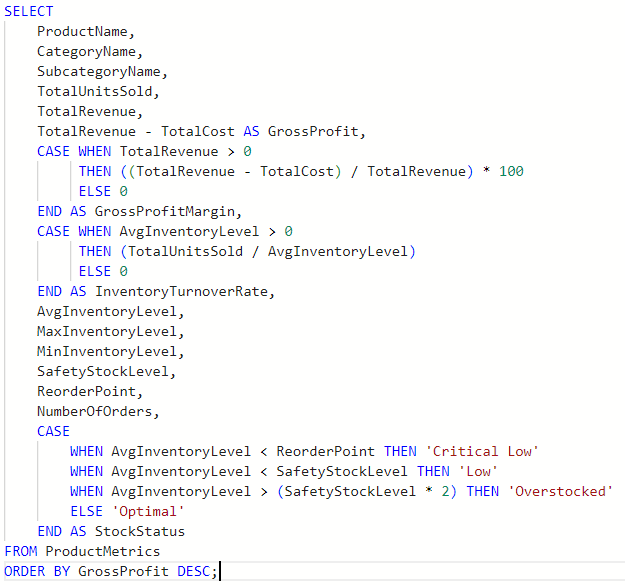 SELECT
    ProductName,
    CategoryName,
    SubcategoryName,
    TotalUnitsSold,
    TotalRevenue,
    TotalRevenue - TotalCost AS GrossProfit,
    CASE WHEN TotalRevenue > 0
         THEN ((TotalRevenue - TotalCost) / TotalRevenue) * 100
         ELSE 0
    END AS GrossProfitMargin,
    CASE WHEN AvgInventoryLevel > 0
         THEN (TotalUnitsSold / AvgInventoryLevel)
         ELSE 0
    END AS InventoryTurnoverRate,
    AvgInventoryLevel,
    MaxInventoryLevel,
    MinInventoryLevel,
    SafetyStockLevel,
    ReorderPoint,
    NumberOfOrders,
    CASE
        WHEN AvgInventoryLevel < ReorderPoint THEN 'Critical Low'
        WHEN AvgInventoryLevel < SafetyStockLevel THEN 'Low'
        WHEN AvgInventoryLevel > (SafetyStockLevel * 2) THEN 'Overstocked'
        ELSE 'Optimal'
    END AS StockStatus
FROM ProductMetrics
ORDER BY GrossProfit DESC;